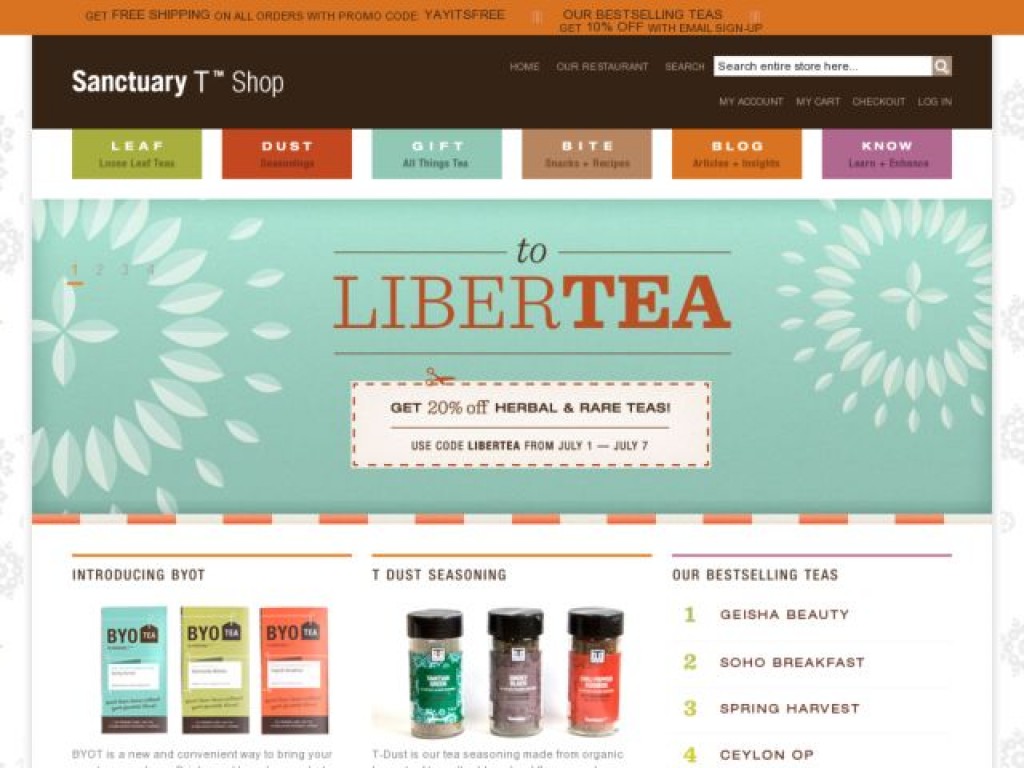 GET FREE SHIPPING ON ALL ORDERS WITH PROMO CODE: YAYITSFREE
OUR BESTSELLING TEAS
GET 10% OFF WITH EMAIL SIGN-UP
Sanctuary T™ Shop
HOME OUR RESTAURANT SEARCH Search entire store here...
MY ACCOUNT MY CART CHECKOUT LOG IN
LEAF
Loose Leaf Teas
DUST
Seasonings
GIFT
All Things Tea
BITE
Snacks + Recipes
BLOG
Articles + Insights
KNOW
Learn + Enhance
1 2 3 4
to
LIBERTEA
GET 20% off HERBAL & RARE TEAS!
USE CODE LIBERTEA FROM JULY 1 — JULY 7
INTRODUCING BYOT
BYO TEA
BYO TEA
BYO TEA
BYOT is a new and convenient way to bring your
T DUST SEASONING
T-Dust is our tea seasoning made from organic
OUR BESTSELLING TEAS
1 GEISHA BEAUTY
2 SOHO BREAKFAST
3 SPRING HARVEST
4 CEYLON OP